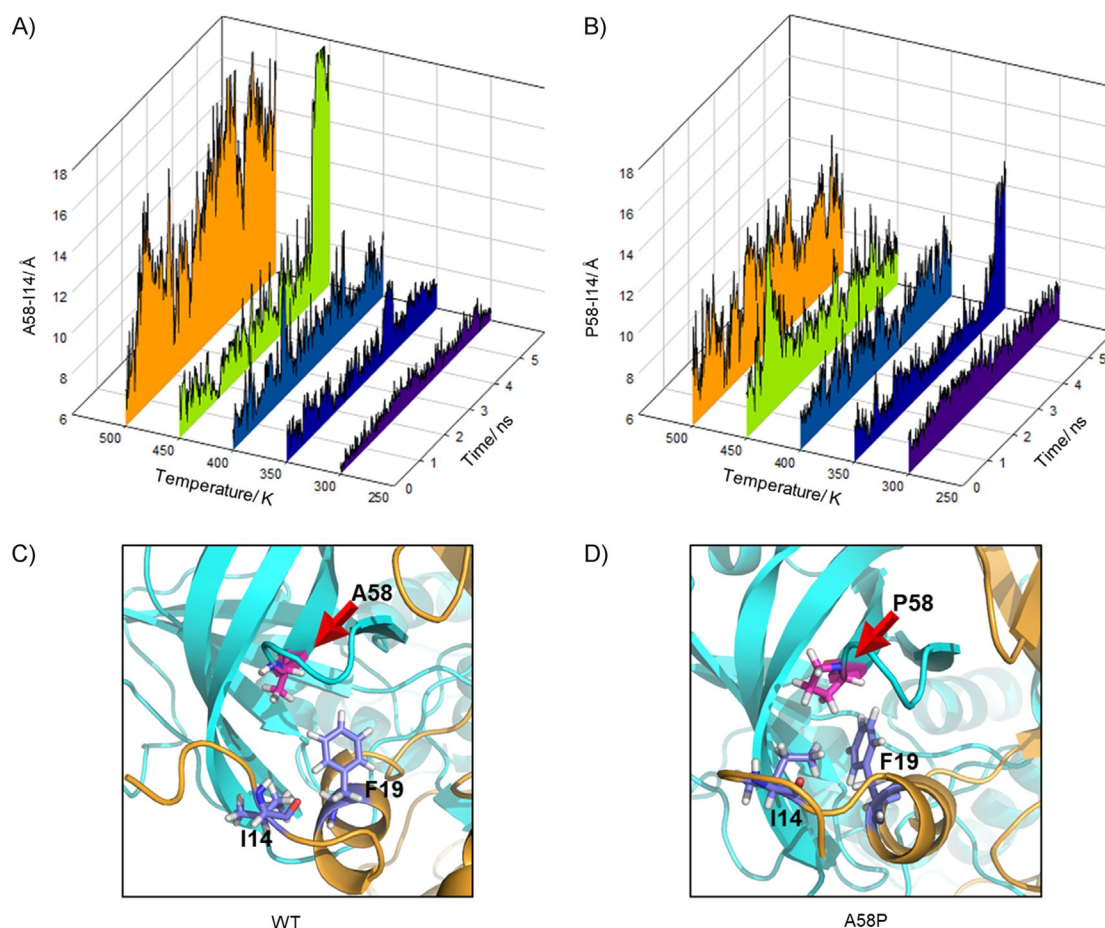 A)
A58-I14/ Å
18
16
14
12
10
8
6
500
450
400
350
300
250
Temperature/ K
0
1
2
3
4
5
Time/ ns
B)
P58-I14/ Å
18
16
14
12
10
8
6
500
450
400
350
300
250
Temperature/ K
0
1
2
3
4
5
Time/ ns
C)
A58
F19
I14
WT
D)
P58
F19
I14
A58P